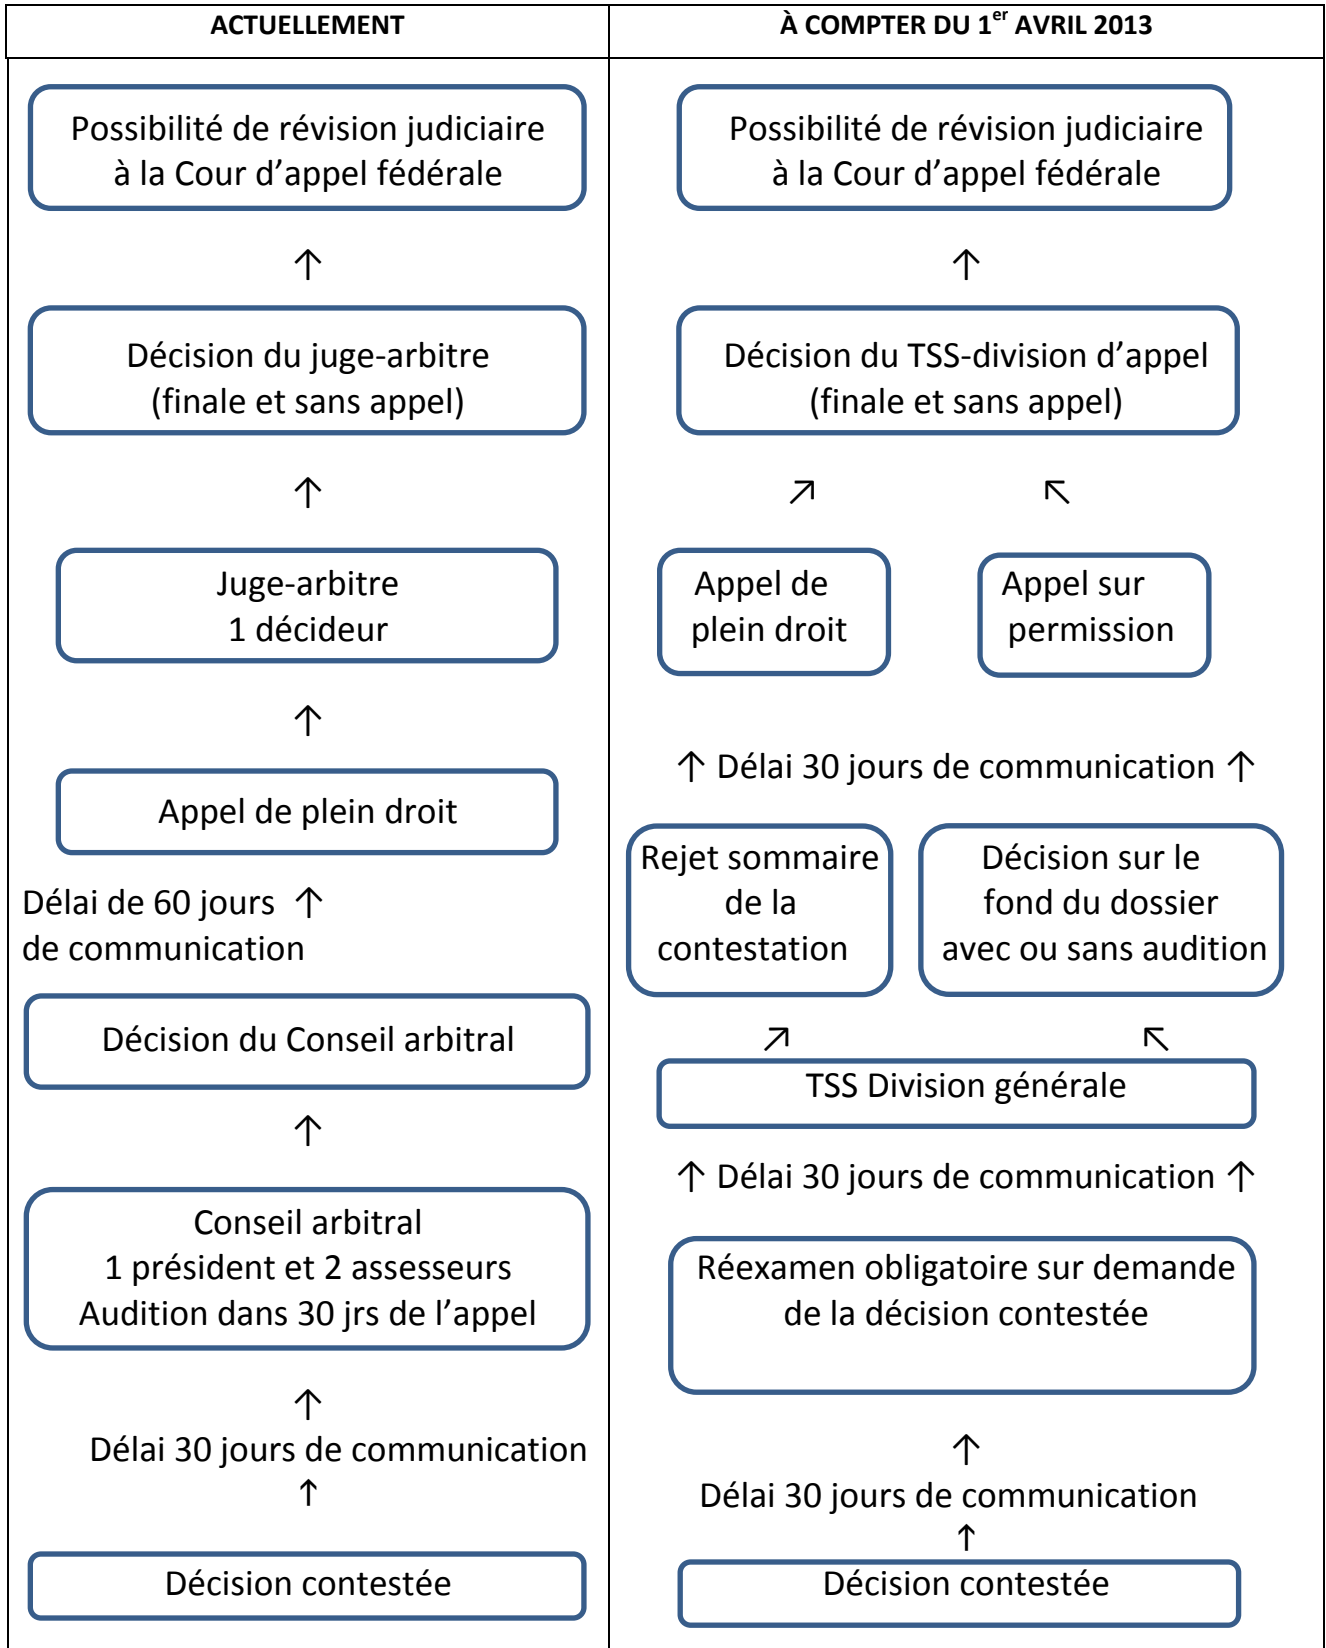 ACTUELLEMENT
À COMPTER DU 1er AVRIL 2013
Possibilité de révision judiciaire
à la Cour d’appel fédérale
↑
Décision du juge-arbitre
(finale et sans appel)
↑
Juge-arbitre
1 décideur
↑
Appel de plein droit
Délai de 60 jours ↑
de communication
Décision du Conseil arbitral
↑
Conseil arbitral
1 président et 2 assesseurs
Audition dans 30 jrs de l’appel
↑
Délai 30 jours de communication
↑
Décision contestée
Possibilité de révision judiciaire
à la Cour d’appel fédérale
↑
Décision du TSS-division d’appel
(finale et sans appel)
↗ ↖
Appel de
plein droit
Appel sur
permission
↑ Délai 30 jours de communication ↑
Rejet sommaire
de la
contestation
Décision sur le
fond du dossier
avec ou sans audition
↗ ↖
TSS Division générale
↑ Délai 30 jours de communication ↑
Réexamen obligatoire sur demande
de la décision contestée
↑
Délai 30 jours de communication
↑
Décision contestée